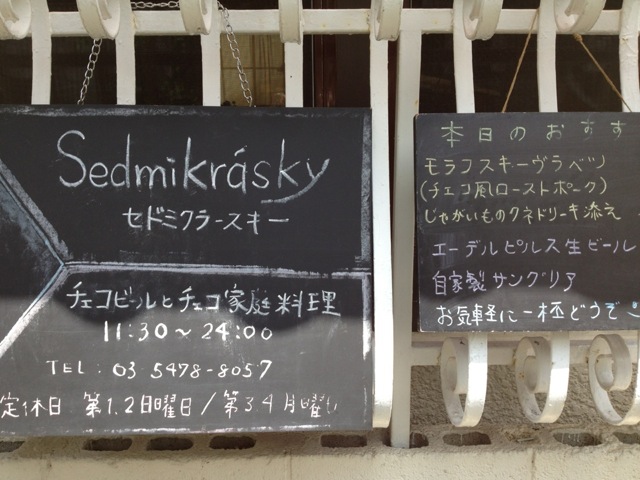 Sedmikrásky
セドミクラースキー
チェコビールとチェコ家庭料理
11:30〜24:00
TEL: 03 5478-8057
定休日 第1.2日曜日/第3.4月曜
本日のおすす
モラフスキーヴラベツ
(チェコ風ローストポーク)
じゃがいものクネドリーキ添え
エーデルピルス生ビール
自家製サングリア
お気軽に一杯どうぞ